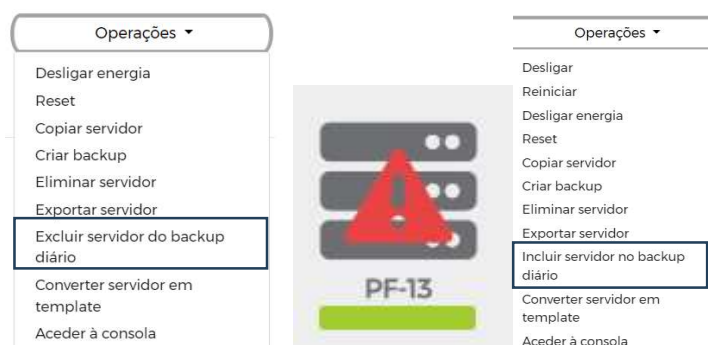 Operações
Desligar energia
Reset
Copiar servidor
Criar backup
Eliminar servidor
Exportar servidor
Excluir servidor do backup
diário
Converter servidor em
template
Aceder à consola
PF-13
Operações
Desligar
Reiniciar
Desligar energia
Reset
Copiar servidor
Criar backup
Eliminar servidor
Exportar servidor
Incluir servidor no backup
diário
Converter servidor em
template
Aceder à consola